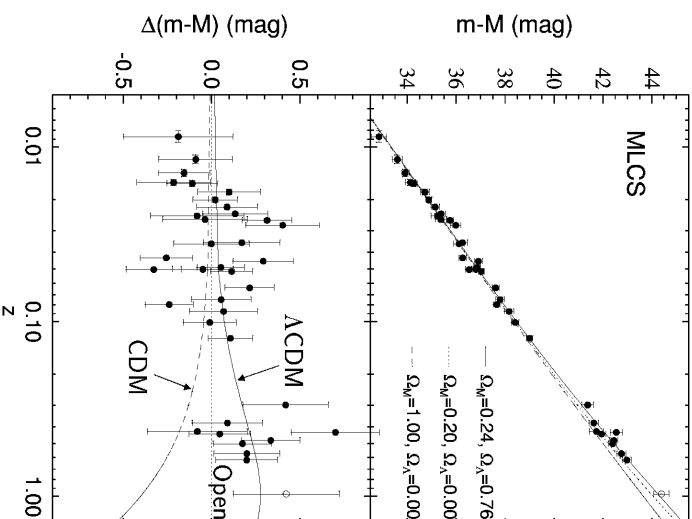 MLCS
m-M (mag)
44
42
40
38
36
34
Ω_M=0.24, Ω_Λ=0.76
Ω_M=0.20, Ω_Λ=0.00
Ω_M=1.00, Ω_Λ=0.00
Δ(m-M) (mag)
0.5
0.0
-0.5
ΛCDM
Open
CDM
0.01
0.10
1.00
z